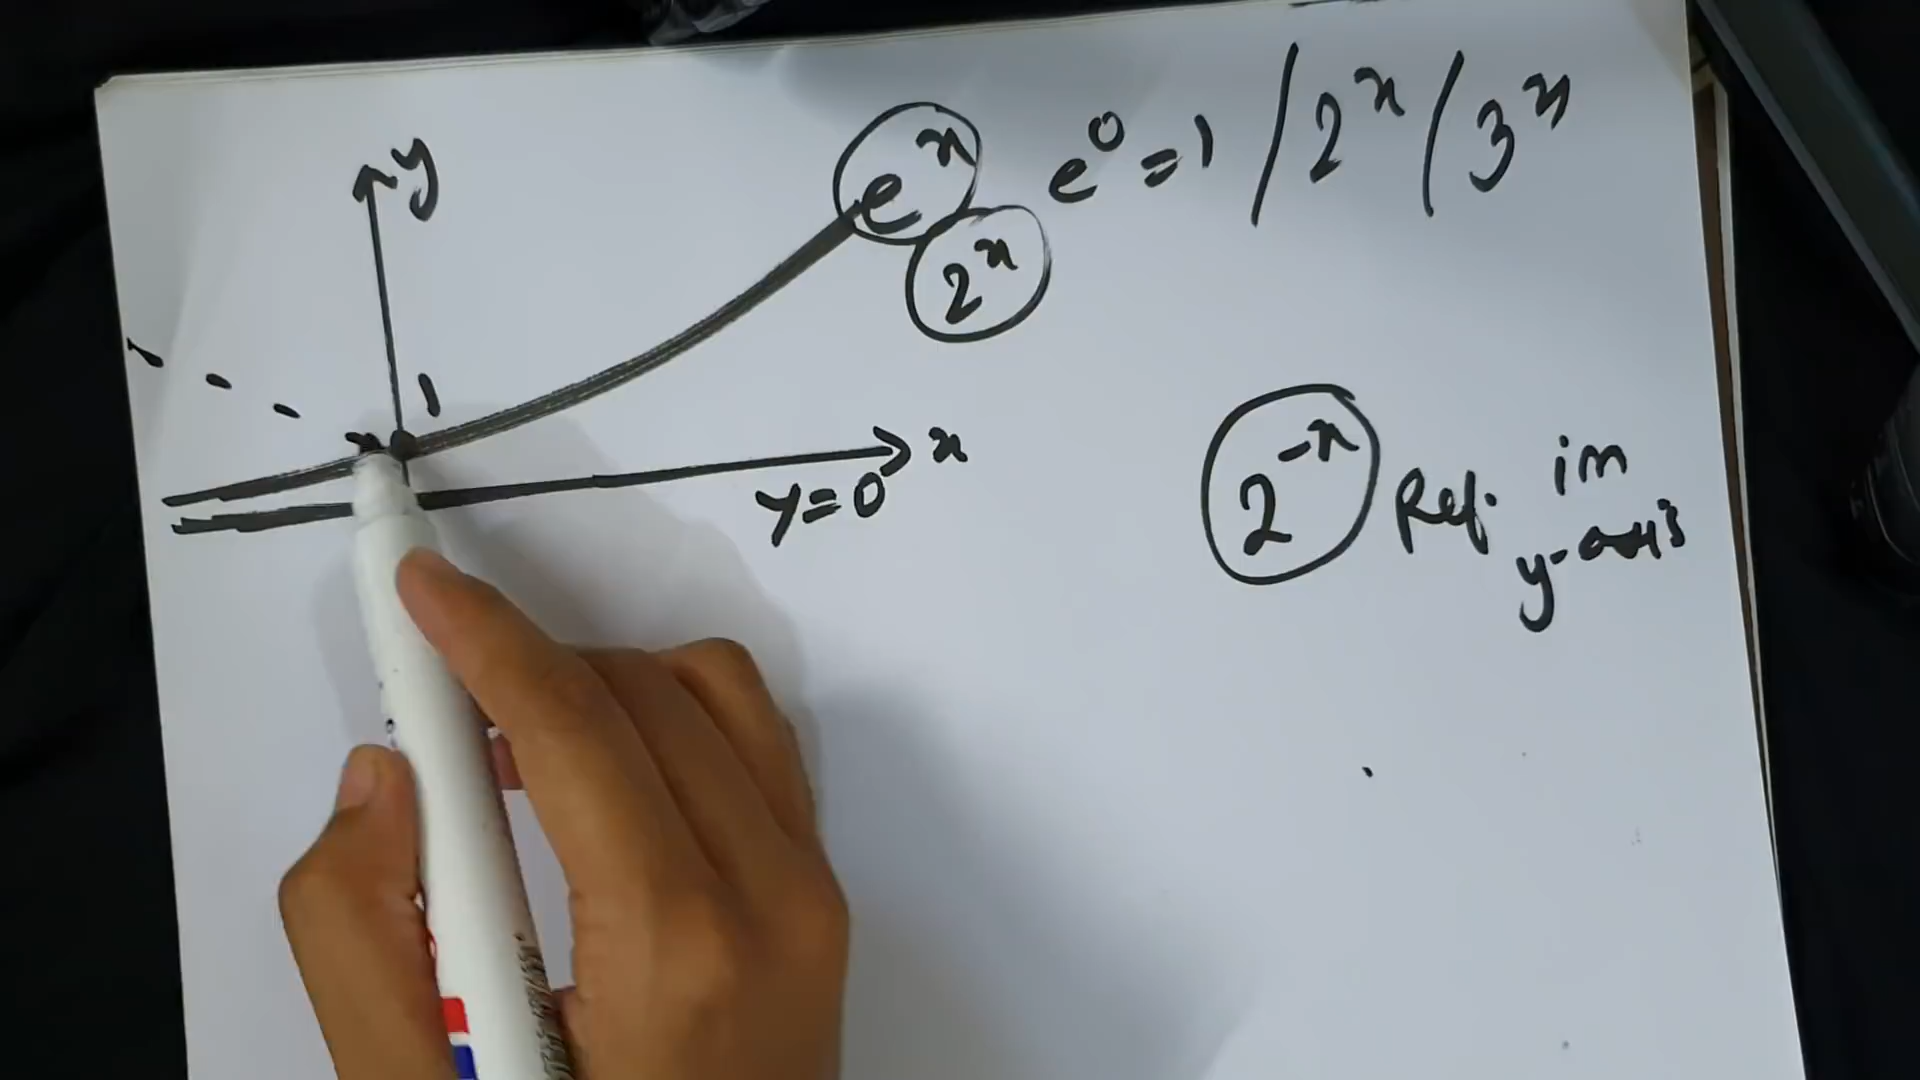 y
e^x
e^0 = 1 / 2^x / 3^x
2^x
1
x
y=0
2^-x Ref. in
y-axis